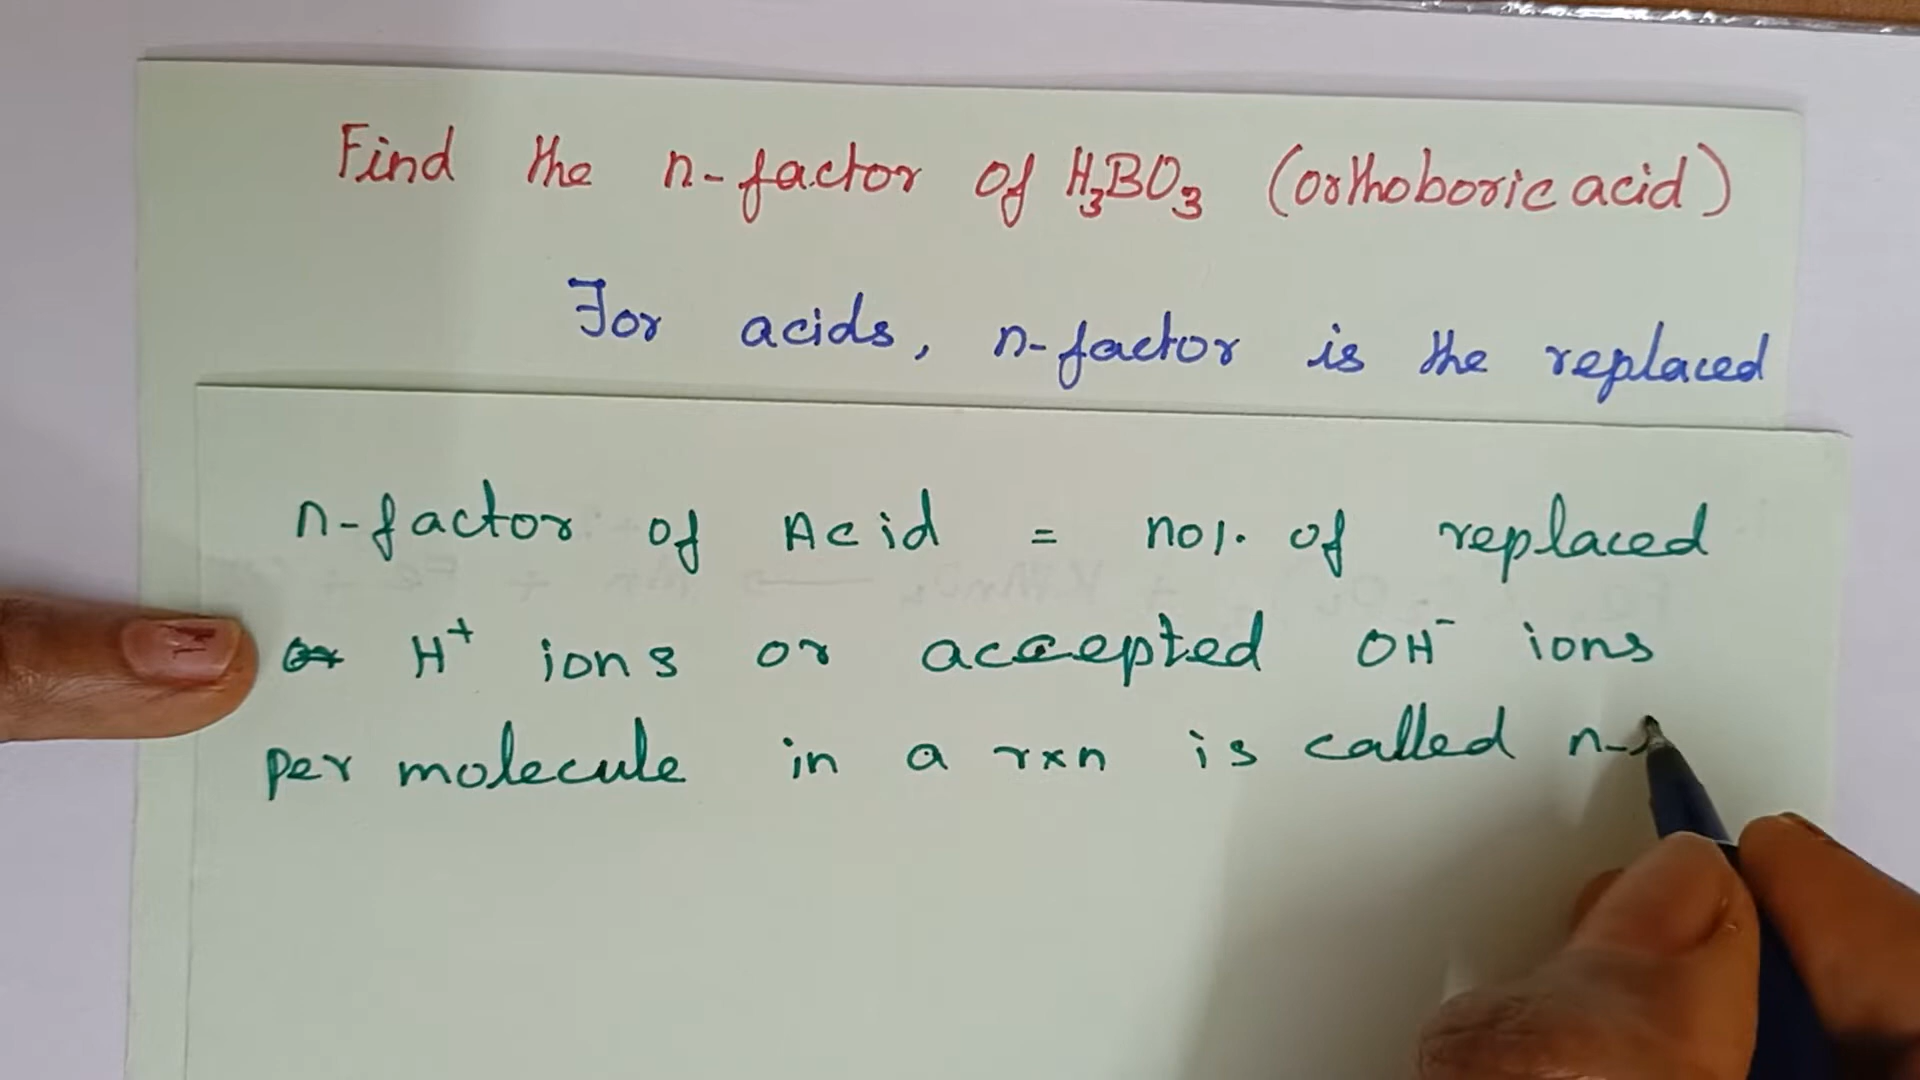 Find the n-factor of H₃BO₃ (orthoboric acid)
For acids, n-factor is the replaced
n-factor of Acid = no/. of replaced
H⁺ ions or accepted OH⁻ ions
per molecule in a rxn is called n-